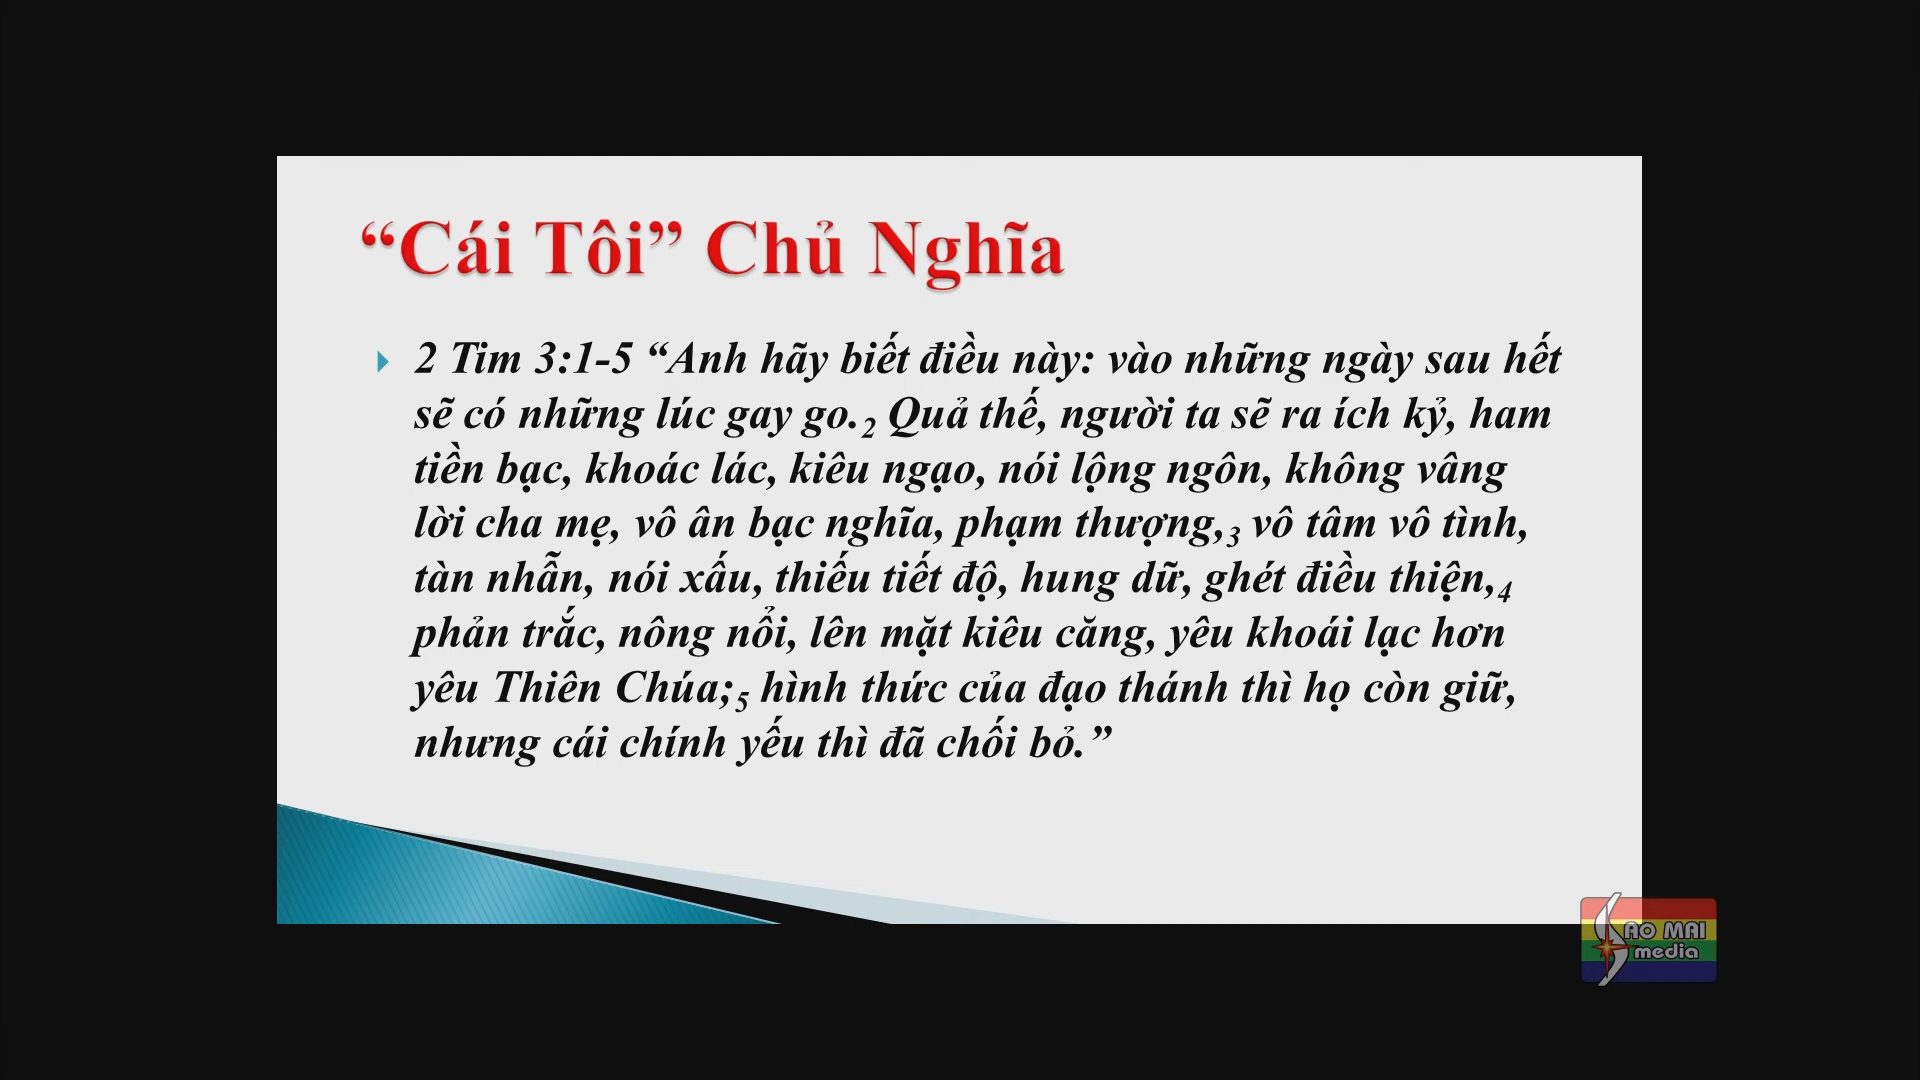 “Cái Tôi” Chủ Nghĩa
2 Tim 3:1-5 “Anh hãy biết điều này: vào những ngày sau hết
sẽ có những lúc gay go.2 Quả thế, người ta sẽ ra ích kỷ, ham
tiền bạc, khoác lác, kiêu ngạo, nói lộng ngôn, không vâng
lời cha mẹ, vô ân bạc nghĩa, phạm thượng,3 vô tâm vô tình,
tàn nhẫn, nói xấu, thiếu tiết độ, hung dữ, ghét điều thiện,4
phản trắc, nông nổi, lên mặt kiêu căng, yêu khoái lạc hơn
yêu Thiên Chúa;5 hình thức của đạo thánh thì họ còn giữ,
nhưng cái chính yếu thì đã chối bỏ.”
SAO MAI
media